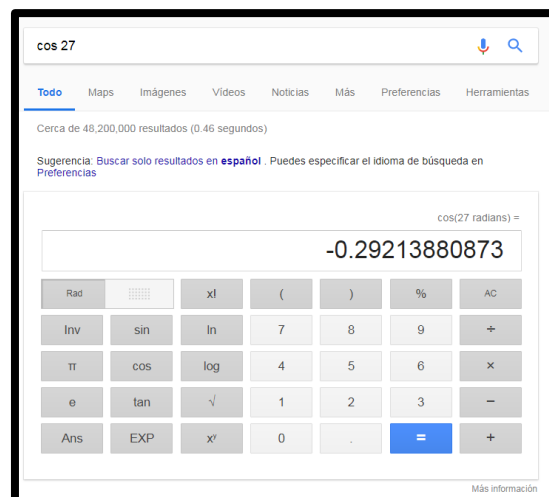 cos 27
Todo Maps Imágenes Vídeos Noticias Más Preferencias Herramientas
Cerca de 48,200,000 resultados (0.46 segundos)
Sugerencia: Buscar solo resultados en español . Puedes especificar el idioma de búsqueda en
Preferencias
cos(27 radians) =
-0.29213880873
Rad x! ( ) % AC
Inv sin ln 7 8 9 ÷
π cos log 4 5 6 ×
e tan √ 1 2 3 −
Ans EXP xʸ 0 . = +
Más información